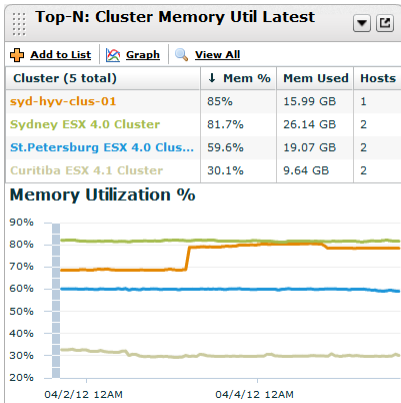 Top-N: Cluster Memory Util Latest
Add to List Graph View All
Cluster (5 total) ↓ Mem % Mem Used Hosts
syd-hyv-clus-01 85% 15.99 GB 1
Sydney ESX 4.0 Cluster 81.7% 26.14 GB 2
St.Petersburg ESX 4.0 Clus... 59.6% 19.07 GB 2
Curitiba ESX 4.1 Cluster 30.1% 9.64 GB 2
Memory Utilization %
90%
80%
70%
60%
50%
40%
30%
20%
04/2/12 12AM 04/4/12 12AM